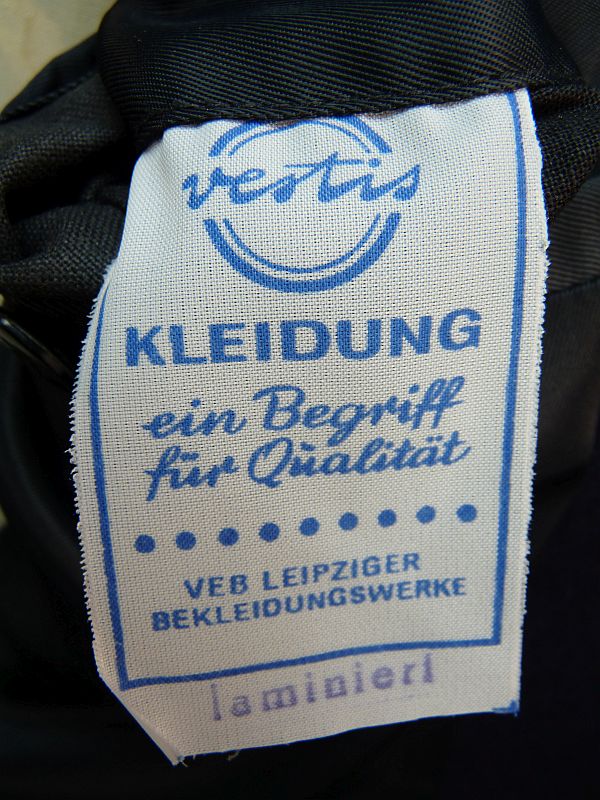 vestis
KLEIDUNG
ein Begriff
für Qualität
VEB LEIPZIGER
BEKLEIDUNGSWERKE
laminiert